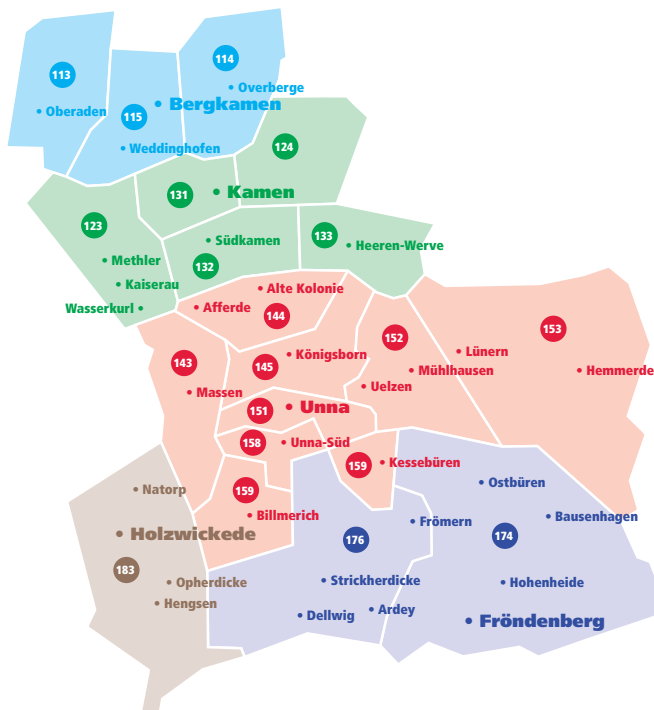 114
113
• Overberge
• Bergkamen
• Oberaden
115
124
• Weddinghofen
131
• Kamen
123
133
• Südkamen
• Heeren-Werve
• Methler
132
• Kaiserau
• Alte Kolonie
Wasserkurl •
• Afferde
144
153
152
• Königsborn
• Lünern
143
145
• Mühlhausen
• Hemmerde
• Uelzen
• Massen
151
• Unna
158
• Unna-Süd
159
• Kessebüren
• Ostbüren
• Natorp
159
• Billmerich
• Bausenhagen
• Frömern
• Holzwickede
176
174
183
• Opherdicke
• Strickherdicke
• Hohenheide
• Hengsen
• Ardey
• Dellwig
• Fröndenberg